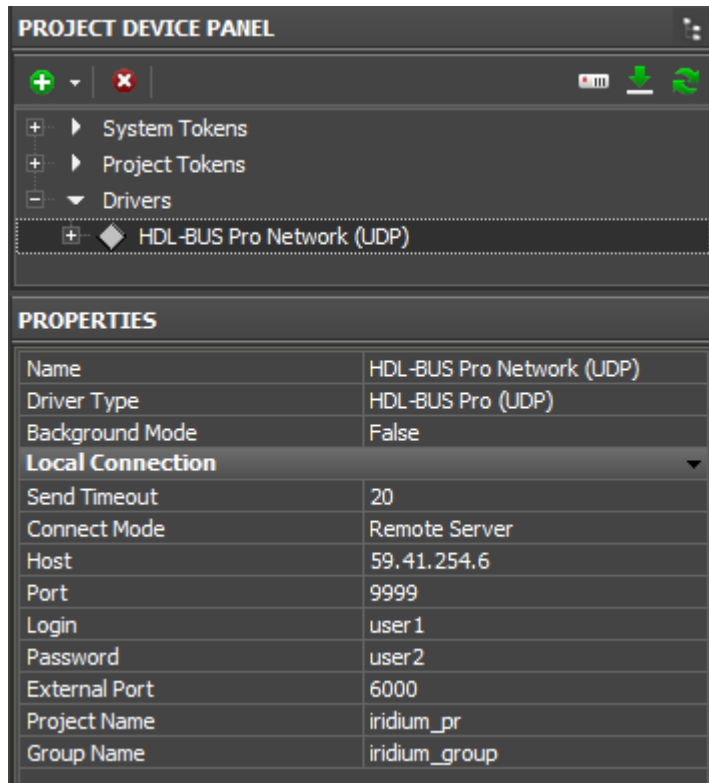 PROJECT DEVICE PANEL
System Tokens
Project Tokens
Drivers
HDL-BUS Pro Network (UDP)
PROPERTIES
Name HDL-BUS Pro Network (UDP)
Driver Type HDL-BUS Pro (UDP)
Background Mode False
Local Connection
Send Timeout 20
Connect Mode Remote Server
Host 59.41.254.6
Port 9999
Login user1
Password user2
External Port 6000
Project Name iridium_pr
Group Name iridium_group